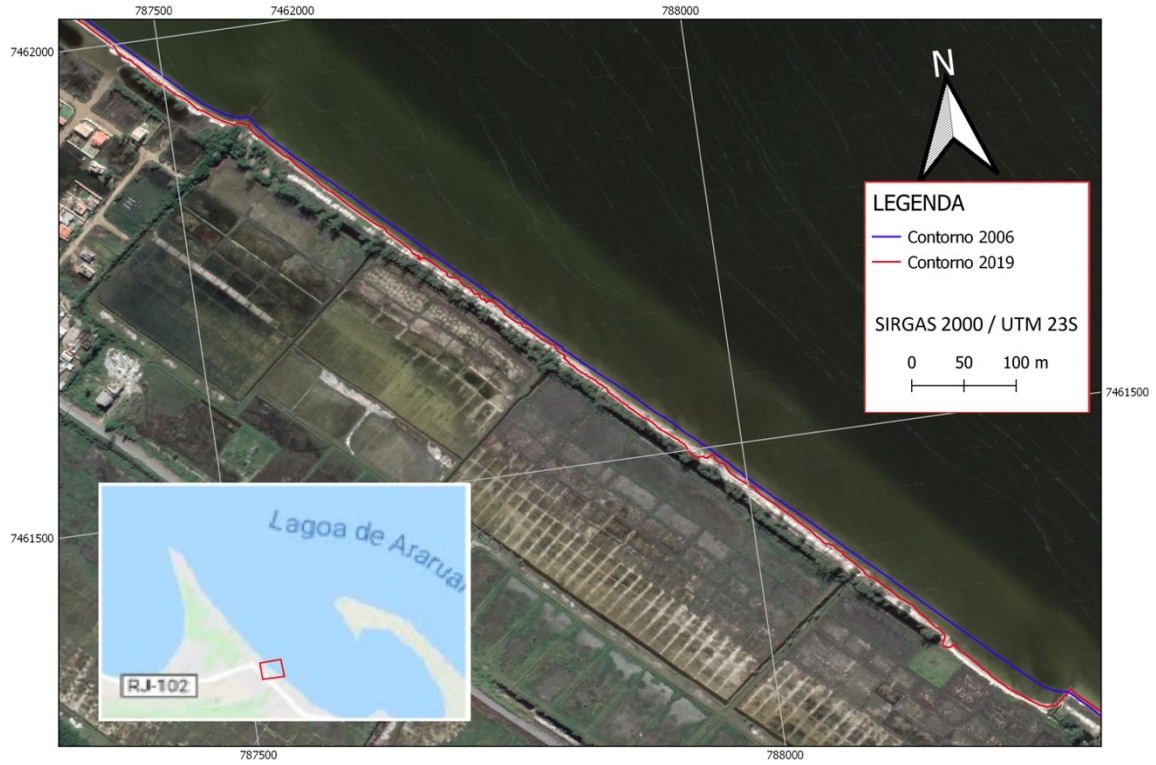 787500
7462000
788000
7462000
N
LEGENDA
Contorno 2006
Contorno 2019
SIRGAS 2000 / UTM 23S
0 50 100 m
7461500
7461500
Lagoa de Araruar
RJ-102
787500
788000